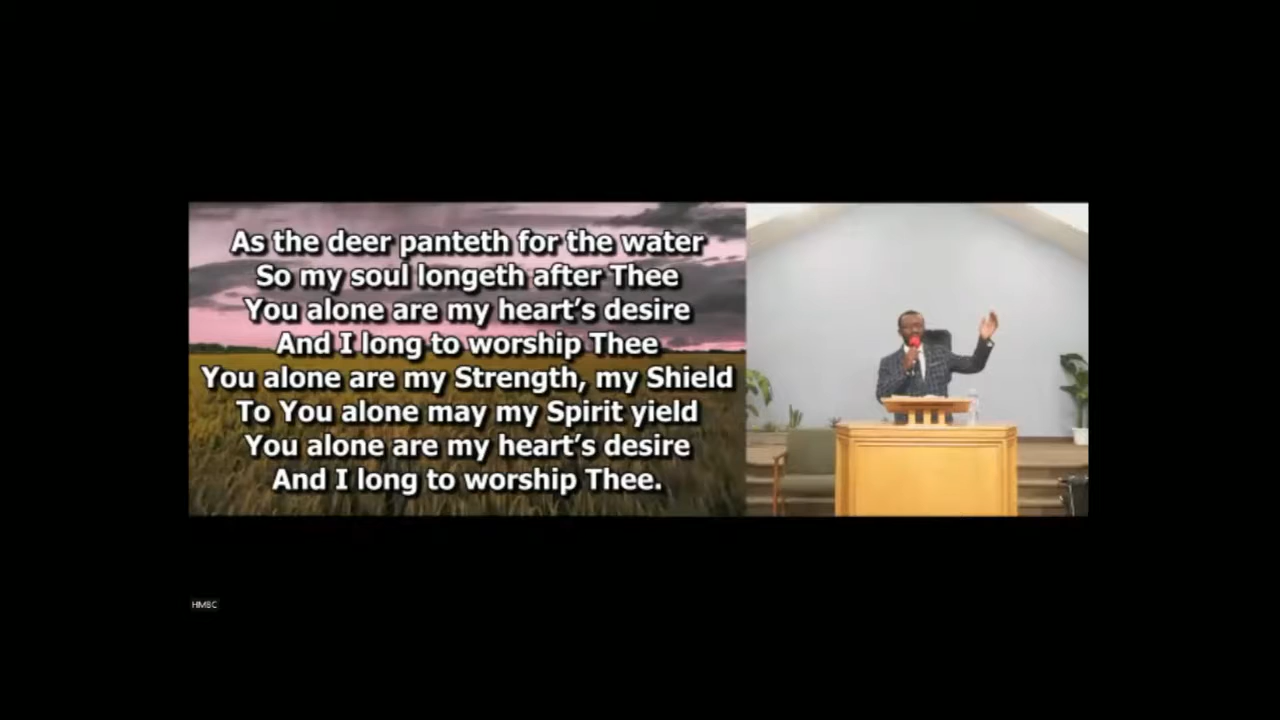 As the deer panteth for the water
So my soul longeth after Thee
You alone are my heart’s desire
And I long to worship Thee
You alone are my Strength, my Shield
To You alone may my Spirit yield
You alone are my heart’s desire
And I long to worship Thee.
HMBC